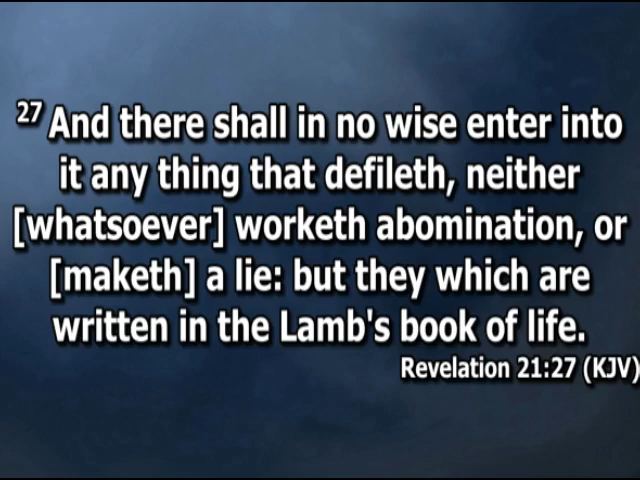 27 And there shall in no wise enter into
it any thing that defileth, neither
[whatsoever] worketh abomination, or
[maketh] a lie: but they which are
written in the Lamb's book of life.
Revelation 21:27 (KJV)